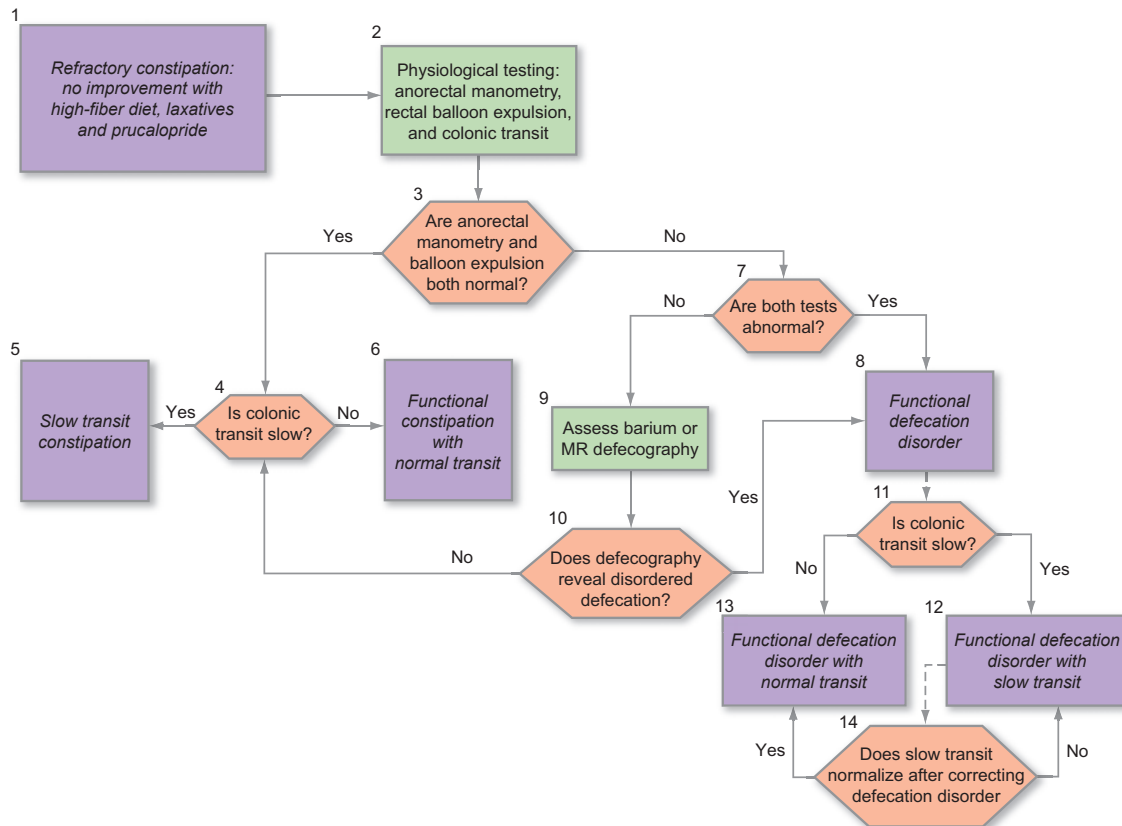 1
Refractory constipation:
no improvement with
high-fiber diet, laxatives
and prucalopride
2
Physiological testing:
anorectal manometry,
rectal balloon expulsion,
and colonic transit
3
Are anorectal
manometry and
balloon expulsion
both normal?
Yes
No
7
Are both tests
abnormal?
No
Yes
5
Slow transit
constipation
Yes
4
Is colonic
transit slow?
No
6
Functional
constipation
with
normal transit
9
Assess barium or
MR defecography
8
Functional
defecation
disorder
10
Does defecography
reveal disordered
defecation?
No
Yes
11
Is colonic
transit slow?
No
Yes
13
Functional defecation
disorder with
normal transit
12
Functional defecation
disorder with
slow transit
14
Does slow transit
normalize after correcting
defecation disorder
Yes
No